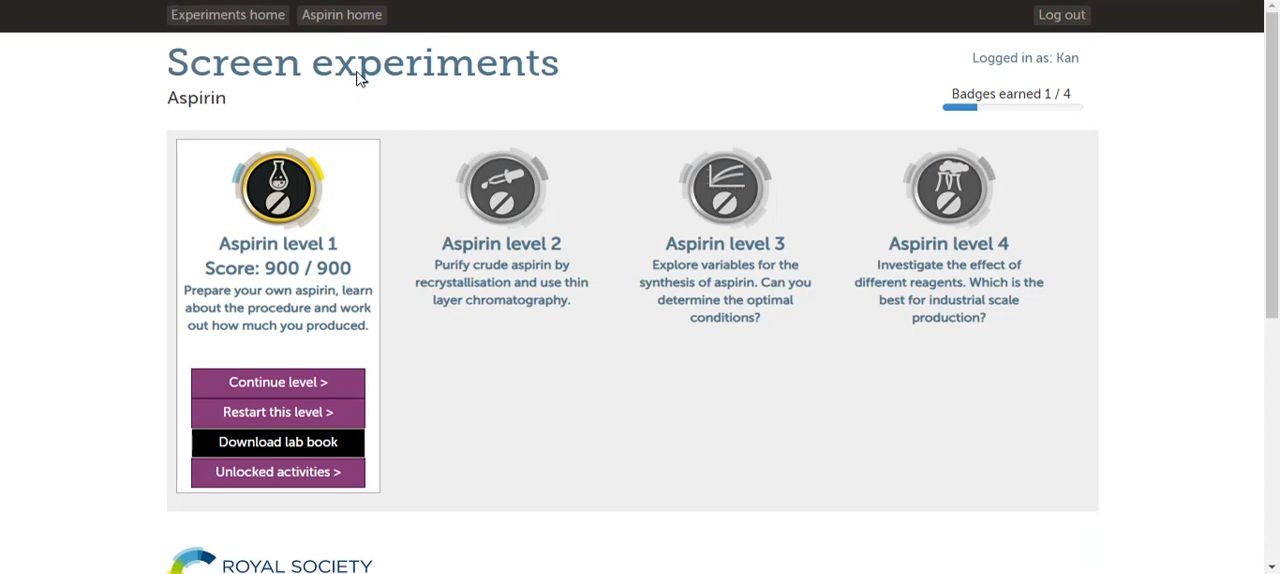 Experiments home
Aspirin home
Log out
Screen experiments
Logged in as: Kan
Aspirin
Badges earned 1 / 4
Aspirin level 1
Score: 900 / 900
Prepare your own aspirin, learn
about the procedure and work
out how much you produced.
Continue level >
Restart this level >
Download lab book
Unlocked activities >
Aspirin level 2
Purify crude aspirin by
recrystallisation and use thin
layer chromatography.
Aspirin level 3
Explore variables for the
synthesis of aspirin. Can you
determine the optimal
conditions?
Aspirin level 4
Investigate the effect of
different reagents. Which is the
best for industrial scale
production?
ROYAL SOCIETY